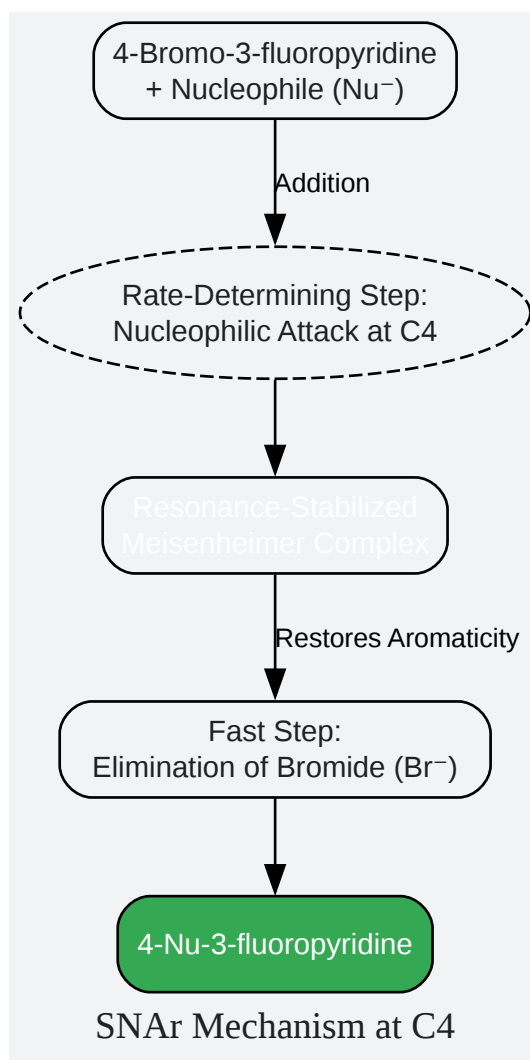 4-Bromo-3-fluoropyridine
+ Nucleophile (Nu⁻)
Addition
Rate-Determining Step:
Nucleophilic Attack at C4
Resonance-Stabilized
Meisenheimer Complex
Restores Aromaticity
Fast Step:
Elimination of Bromide (Br⁻)
4-Nu-3-fluoropyridine
SNAr Mechanism at C4